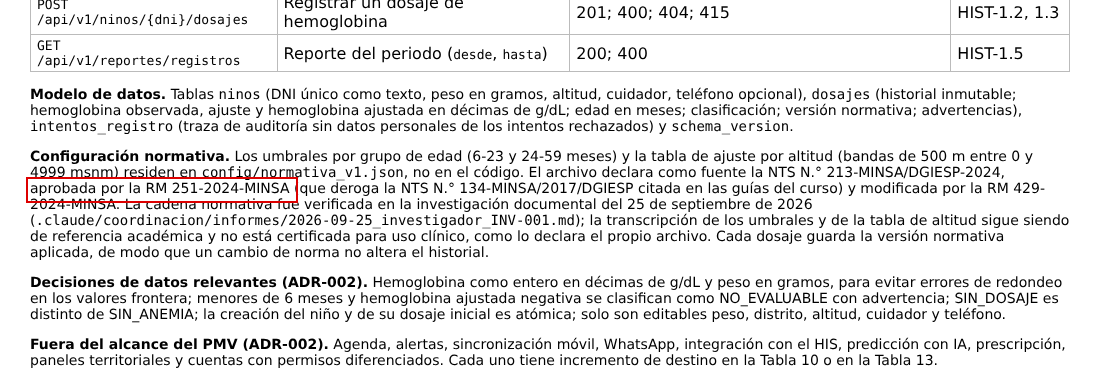 POST Registrar un dosaje de
/api/v1/ninos/{dni}/dosajes hemoglobina 201; 400; 404; 415 HIST-1.2, 1.3
GET
/api/v1/reportes/registros Reporte del periodo (desde, hasta) 200; 400 HIST-1.5
Modelo de datos. Tablas ninos (DNI único como texto, peso en gramos, altitud, cuidador, teléfono opcional), dosajes (historial inmutable;
hemoglobina observada, ajuste y hemoglobina ajustada en décimas de g/dL; edad en meses; clasificación; versión normativa; advertencias),
intentos_registro (traza de auditoría sin datos personales de los intentos rechazados) y schema_version.
Configuración normativa. Los umbrales por grupo de edad (6-23 y 24-59 meses) y la tabla de ajuste por altitud (bandas de 500 m entre 0 y
4999 msnm) residen en config/normativa_v1.json, no en el código. El archivo declara como fuente la NTS N.° 213-MINSA/DGIESP-2024,
aprobada por la RM 251-2024-MINSA (que deroga la NTS N.° 134-MINSA/2017/DGIESP citada en las guías del curso) y modificada por la RM 429-
2024-MINSA. La cadena normativa fue verificada en la investigación documental del 25 de septiembre de 2026
(.claude/coordinacion/informes/2026-09-25_investigador_INV-001.md); la transcripción de los umbrales y de la tabla de altitud sigue siendo
de referencia académica y no está certificada para uso clínico, como lo declara el propio archivo. Cada dosaje guarda la versión normativa
aplicada, de modo que un cambio de norma no altera el historial.
Decisiones de datos relevantes (ADR-002). Hemoglobina como entero en décimas de g/dL y peso en gramos, para evitar errores de redondeo
en los valores frontera; menores de 6 meses y hemoglobina ajustada negativa se clasifican como NO_EVALUABLE con advertencia; SIN_DOSAJE es
distinto de SIN_ANEMIA; la creación del niño y de su dosaje inicial es atómica; solo son editables peso, distrito, altitud, cuidador y teléfono.
Fuera del alcance del PMV (ADR-002). Agenda, alertas, sincronización móvil, WhatsApp, integración con el HIS, predicción con IA, prescripción,
paneles territoriales y cuentas con permisos diferenciados. Cada uno tiene incremento de destino en la Tabla 10 o en la Tabla 13.